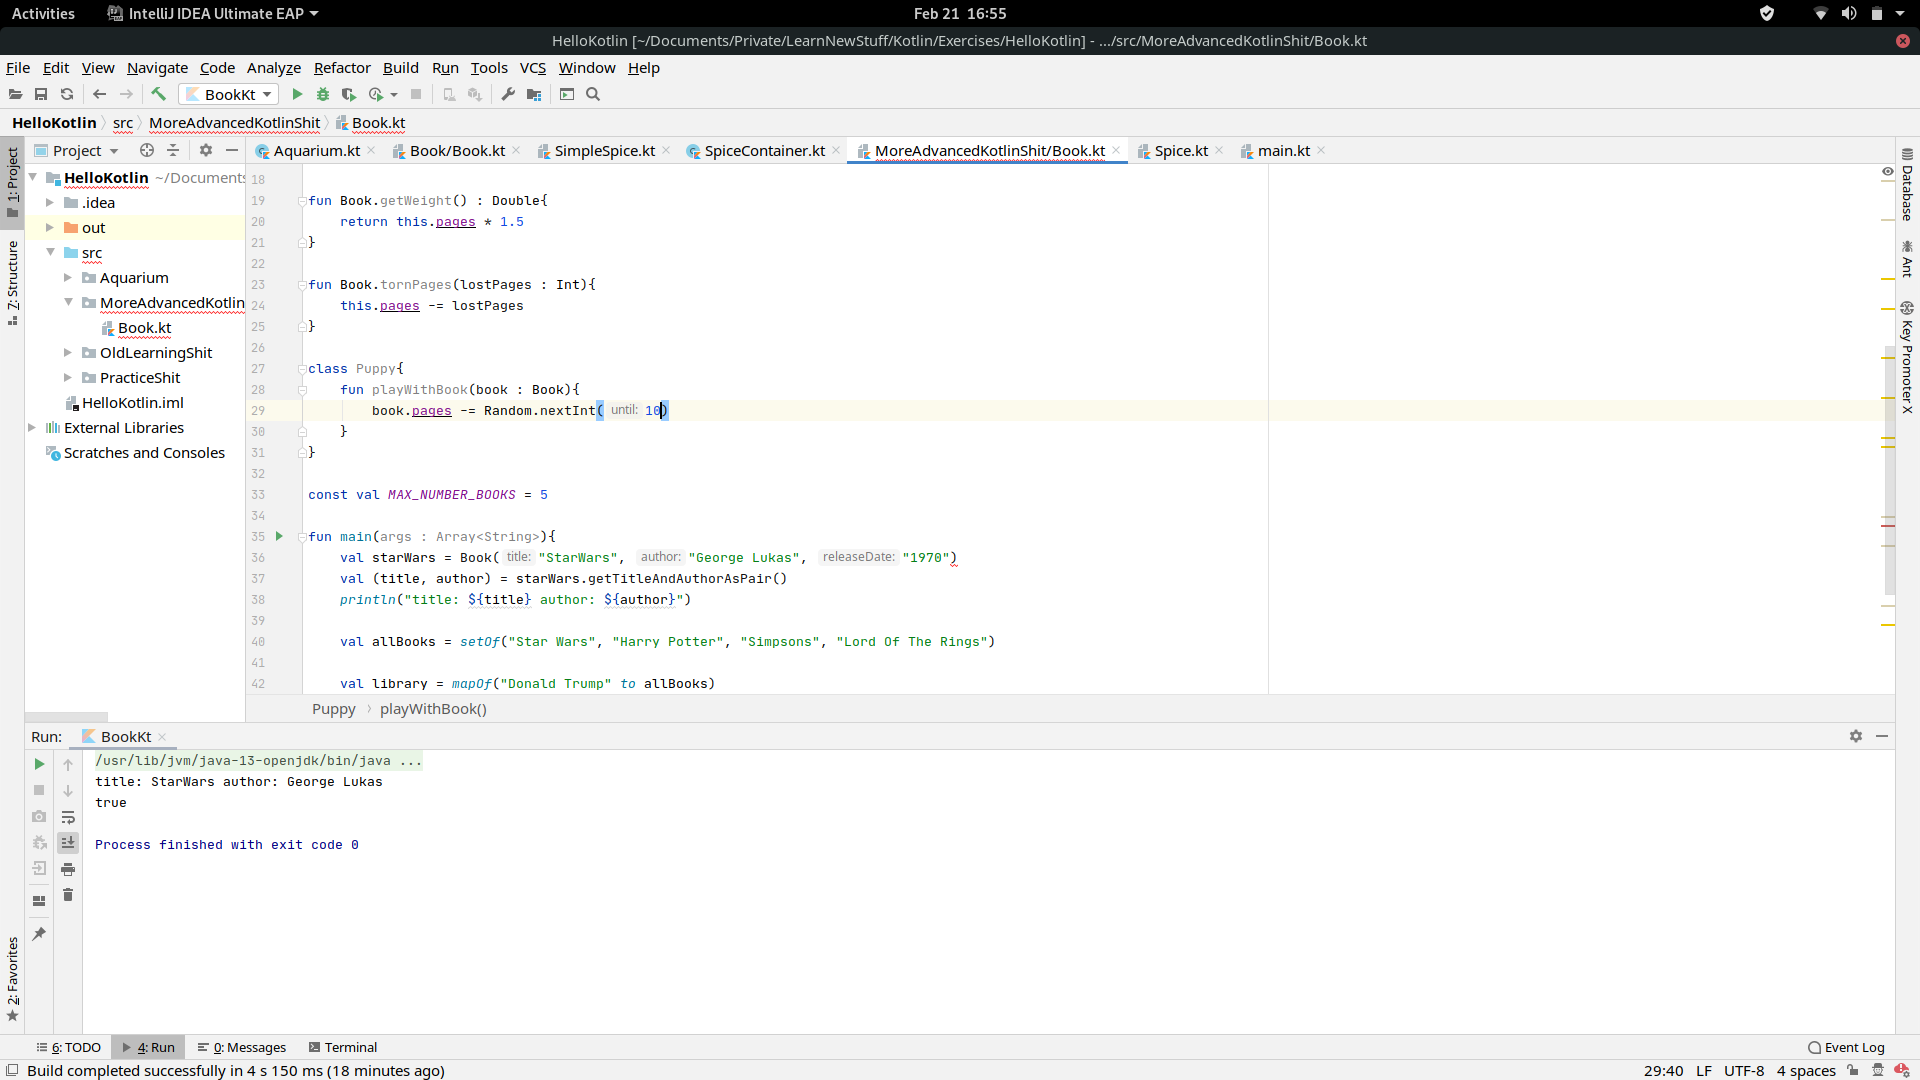 Activities
IntelliJ IDEA Ultimate EAP
Feb 21 16:55
HelloKotlin [~/Documents/Private/LearnNewStuff/Kotlin/Exercises/HelloKotlin] - .../src/MoreAdvancedKotlinShit/Book.kt
File Edit View Navigate Code Analyze Refactor Build Run Tools VCS Window Help
BookKt
HelloKotlin src MoreAdvancedKotlinShit Book.kt
Project
Aquarium.kt Book/Book.kt SimpleSpice.kt SpiceContainer.kt MoreAdvancedKotlinShit/Book.kt Spice.kt main.kt
1: Project
7: Structure
2: Favorites
HelloKotlin ~/Documents
.idea
out
src
Aquarium
MoreAdvancedKotlin
Book.kt
OldLearningShit
PracticeShit
HelloKotlin.iml
External Libraries
Scratches and Consoles
18
19 fun Book.getWeight() : Double{
20 return this.pages * 1.5
21 }
22
23 fun Book.tornPages(lostPages : Int){
24 this.pages -= lostPages
25 }
26
27 class Puppy{
28 fun playWithBook(book : Book){
29 book.pages -= Random.nextInt( until: 10)
30 }
31 }
32
33 const val MAX_NUMBER_BOOKS = 5
34
35 fun main(args : Array<String>){
36 val starWars = Book( title: "StarWars", author: "George Lukas", releaseDate: "1970")
37 val (title, author) = starWars.getTitleAndAuthorAsPair()
38 println("title: ${title} author: ${author}")
39
40 val allBooks = setOf("Star Wars", "Harry Potter", "Simpsons", "Lord Of The Rings")
41
42 val library = mapOf("Donald Trump" to allBooks)
Puppy playWithBook()
Database
Ant
Key Promoter X
Run: BookKt
/usr/lib/jvm/java-13-openjdk/bin/java ...
title: StarWars author: George Lukas
true
Process finished with exit code 0
6: TODO 4: Run 0: Messages Terminal Event Log
Build completed successfully in 4 s 150 ms (18 minutes ago) 29:40 LF UTF-8 4 spaces